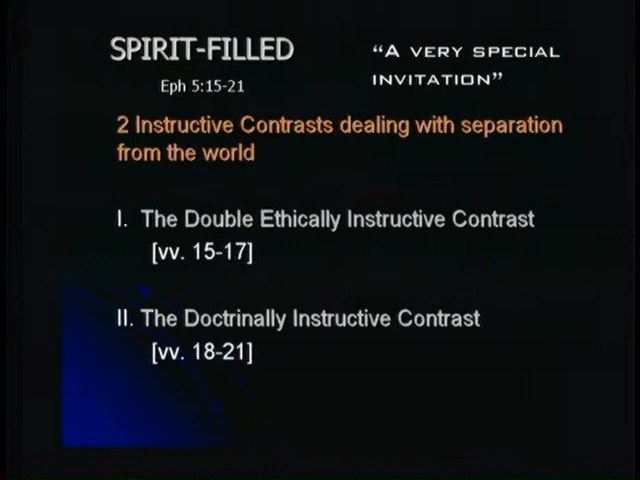 SPIRIT-FILLED
Eph 5:15-21
“A VERY SPECIAL
INVITATION”
2 Instructive Contrasts dealing with separation
from the world
I. The Double Ethically Instructive Contrast
[vv. 15-17]
II. The Doctrinally Instructive Contrast
[vv. 18-21]